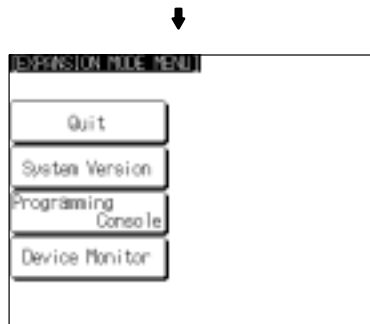 [EXPANSION MODE MENU]
Quit
System Version
Programming
Console
Device Monitor